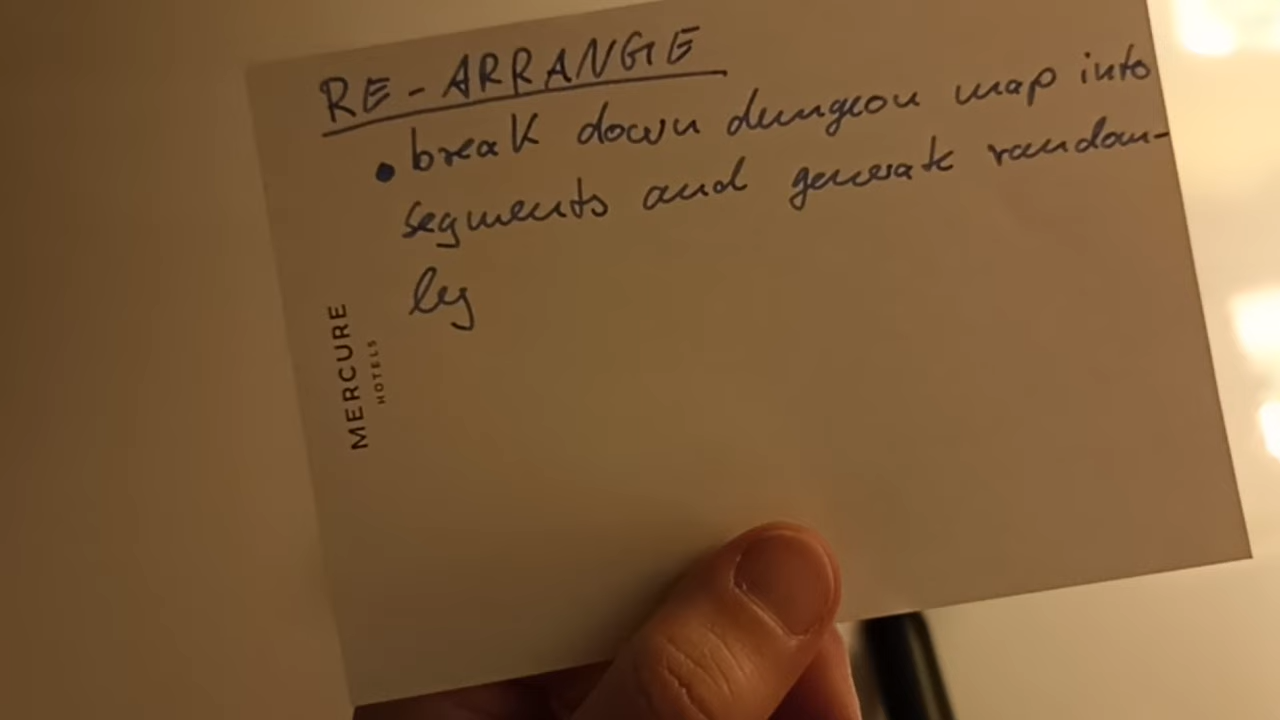 RE-ARRANGE
• break down dungeon map into
segments and generate random-
ly
MERCURE
HOTELS